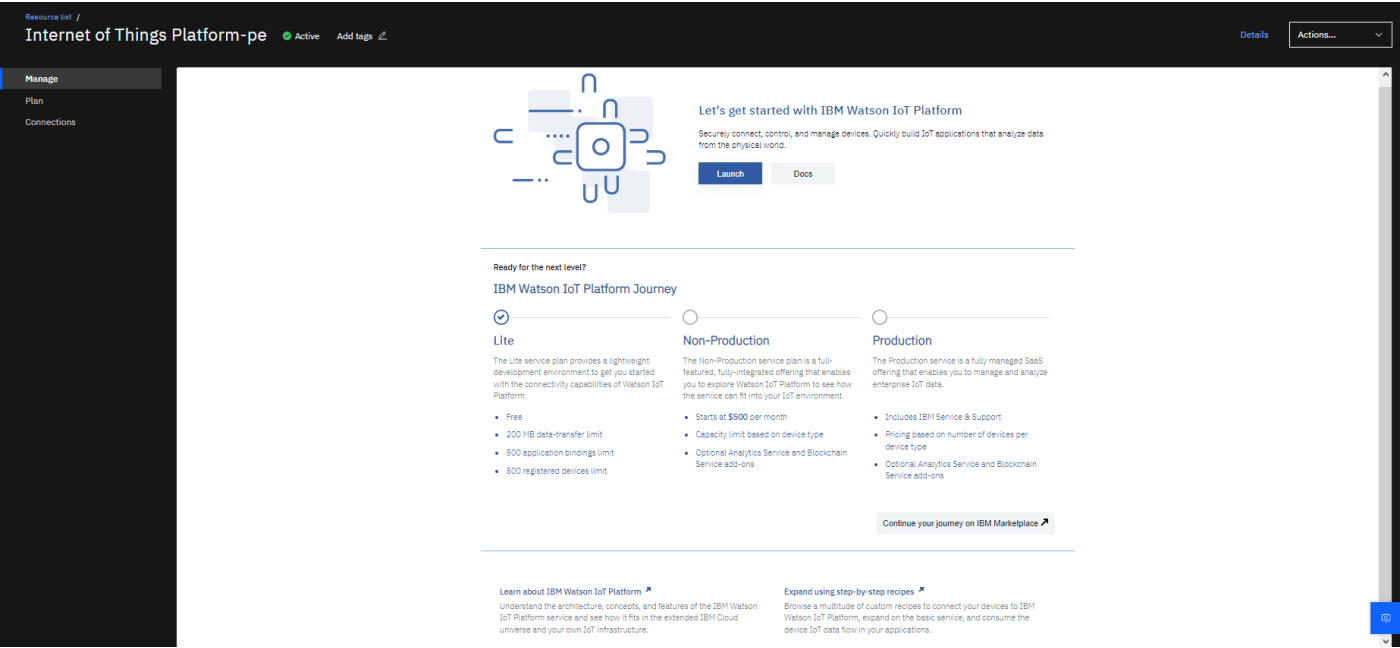 Resource list /
Internet of Things Platform-pe
Active
Add tags
Details
Actions...
Manage
Plan
Connections
Let's get started with IBM Watson IoT Platform
Securely connect, control, and manage devices. Quickly build IoT applications that analyze data
from the physical world.
Launch
Docs
Ready for the next level?
IBM Watson IoT Platform Journey
Lite
The Lite service plan provides a lightweight
development environment to get you started
with the connectivity capabilities of Watson IoT
Platform.
• Free
• 200 MB data-transfer limit
• 500 application bindings limit
• 500 registered devices limit
Non-Production
The Non-Production service plan is a full-
featured, fully-integrated offering that enables
you to explore Watson IoT Platform to see how
the service can fit into your IoT environment.
• Starts at $500 per month
• Capacity limit based on device type
• Optional Analytics Service and Blockchain
Service add-ons
Production
The Production service is a fully managed SaaS
offering that enables you to manage and analyze
enterprise IoT data.
• Includes IBM Service & Support
• Pricing based on number of devices per
device type
• Optional Analytics Service and Blockchain
Service add-ons
Continue your journey on IBM Marketplace
Learn about IBM Watson IoT Platform
Understand the architecture, concepts, and features of the IBM Watson
IoT Platform service and see how it fits in the extended IBM Cloud
universe and your own IoT infrastructure.
Expand using step-by-step recipes
Browse a multitude of custom recipes to connect your devices to IBM
Watson IoT Platform, expand on the basic service, and consume the
device IoT data flow in your applications.